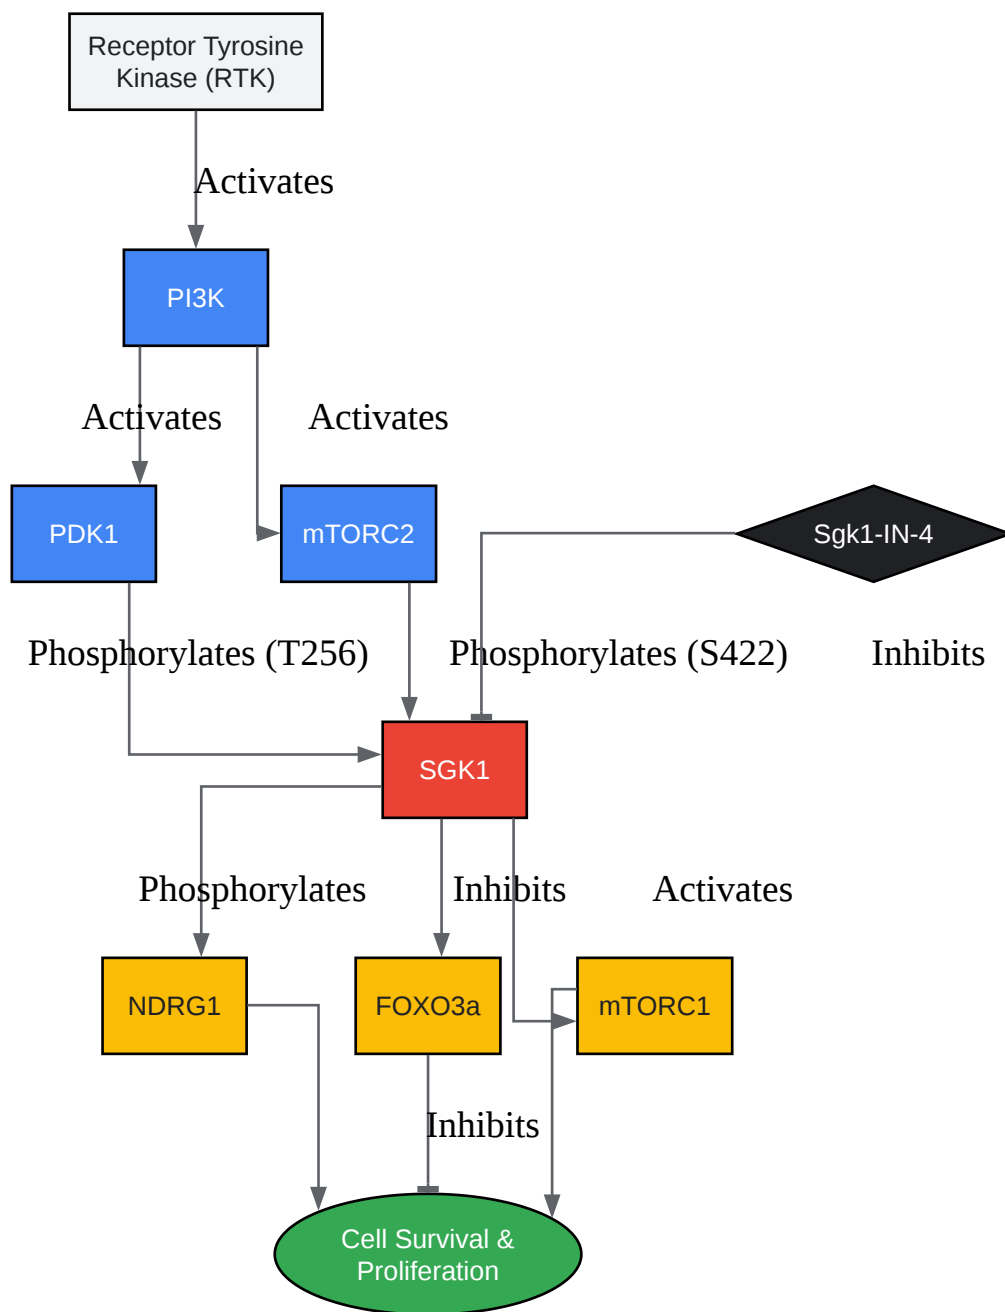 Receptor Tyrosine
Kinase (RTK)
Activates
PI3K
Activates
Activates
PDK1
mTORC2
Sgk1-IN-4
Phosphorylates (T256)
Phosphorylates (S422)
Inhibits
SGK1
Phosphorylates
Inhibits
Activates
NDRG1
FOXO3a
mTORC1
Inhibits
Cell Survival &
Proliferation